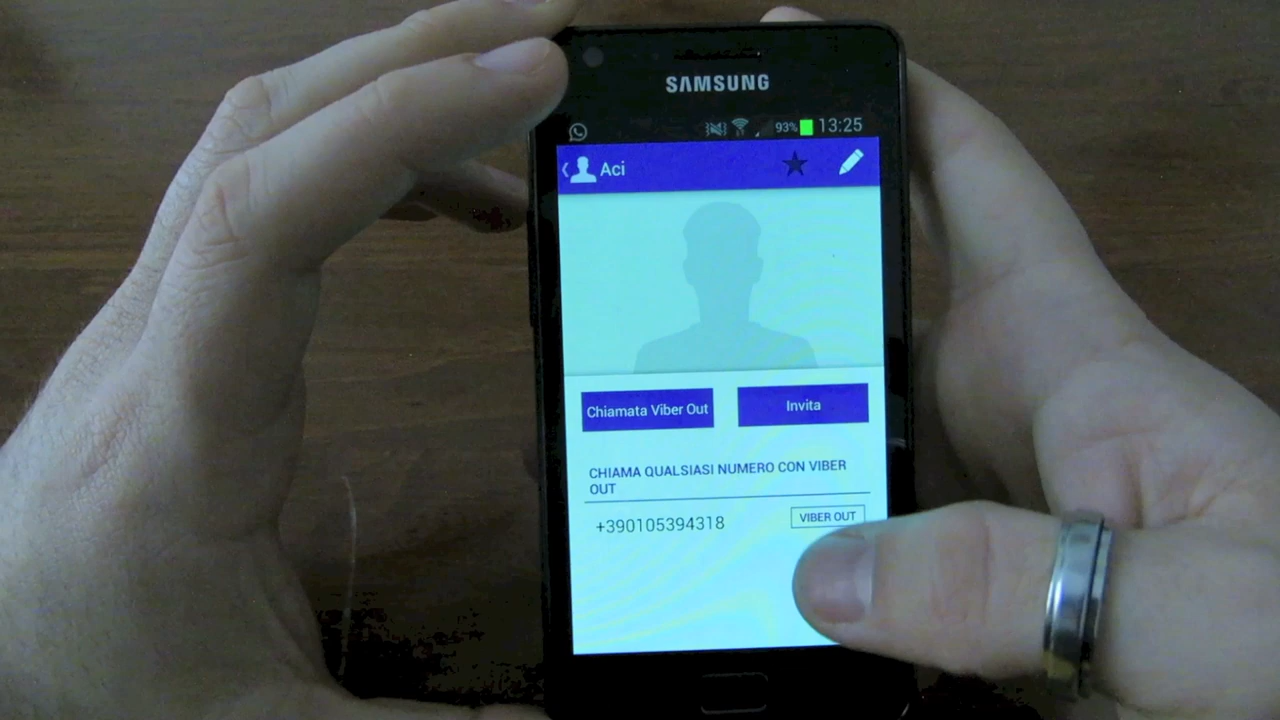 SAMSUNG
93% 13:25
Aci
Chiamata Viber Out
Invita
CHIAMA QUALSIASI NUMERO CON VIBER
OUT
+390105394318
VIBER OUT